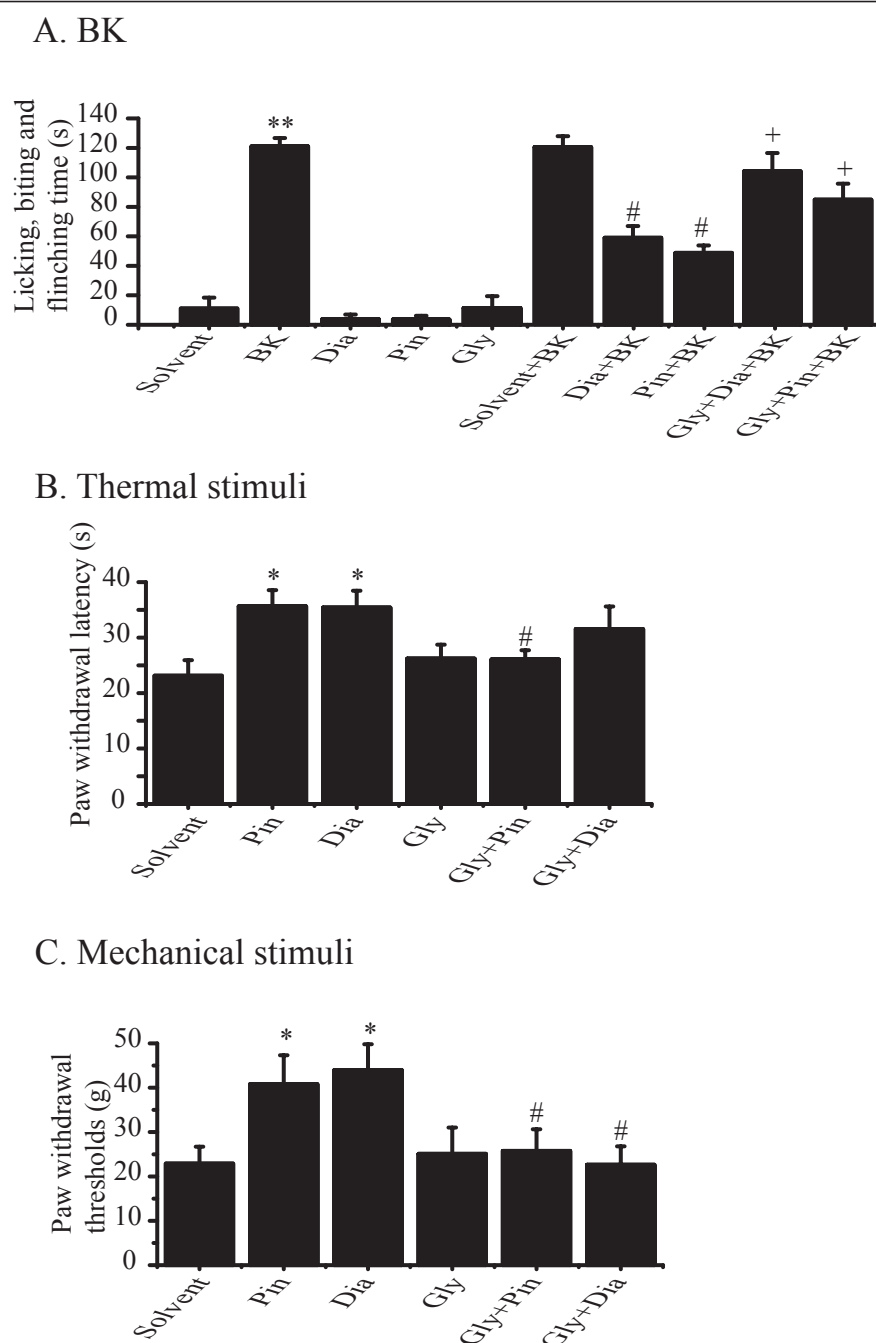 A. BK
Licking, biting and
flinching time (s)
140
120
100
80
60
40
20
0
**
#
#
+
+
Solvent
BK
Dia
Pin
Gly
Solvent+BK
Dia+BK
Pin+BK
Gly+Dia+BK
Gly+Pin+BK
B. Thermal stimuli
Paw withdrawal latency (s)
40
30
20
10
0
*
*
#
Solvent
Pin
Dia
Gly
Gly+Pin
Gly+Dia
C. Mechanical stimuli
Paw withdrawal
thresholds (g)
50
40
30
20
10
0
*
*
#
#
Solvent
Pin
Dia
Gly
Gly+Pin
Gly+Dia